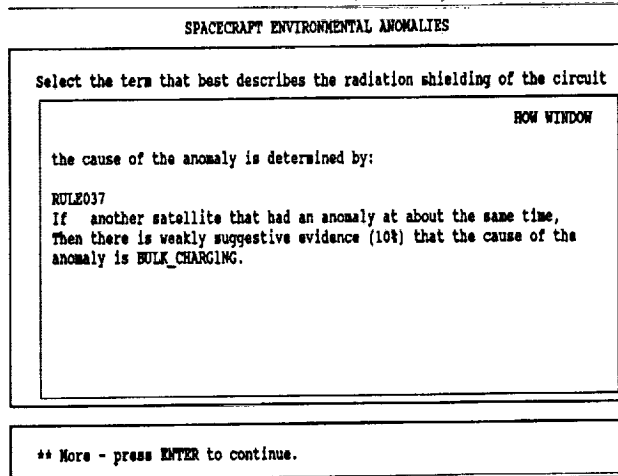 SPACECRAFT ENVIRONMENTAL ANOMALIES
Select the term that best describes the radiation shielding of the circuit
HOW WINDOW
the cause of the anomaly is determined by:
RULE037
If another satellite that had an anomaly at about the same time,
Then there is weakly suggestive evidence (10%) that the cause of the
anomaly is BULK_CHARGING.
** More - press ENTER to continue.